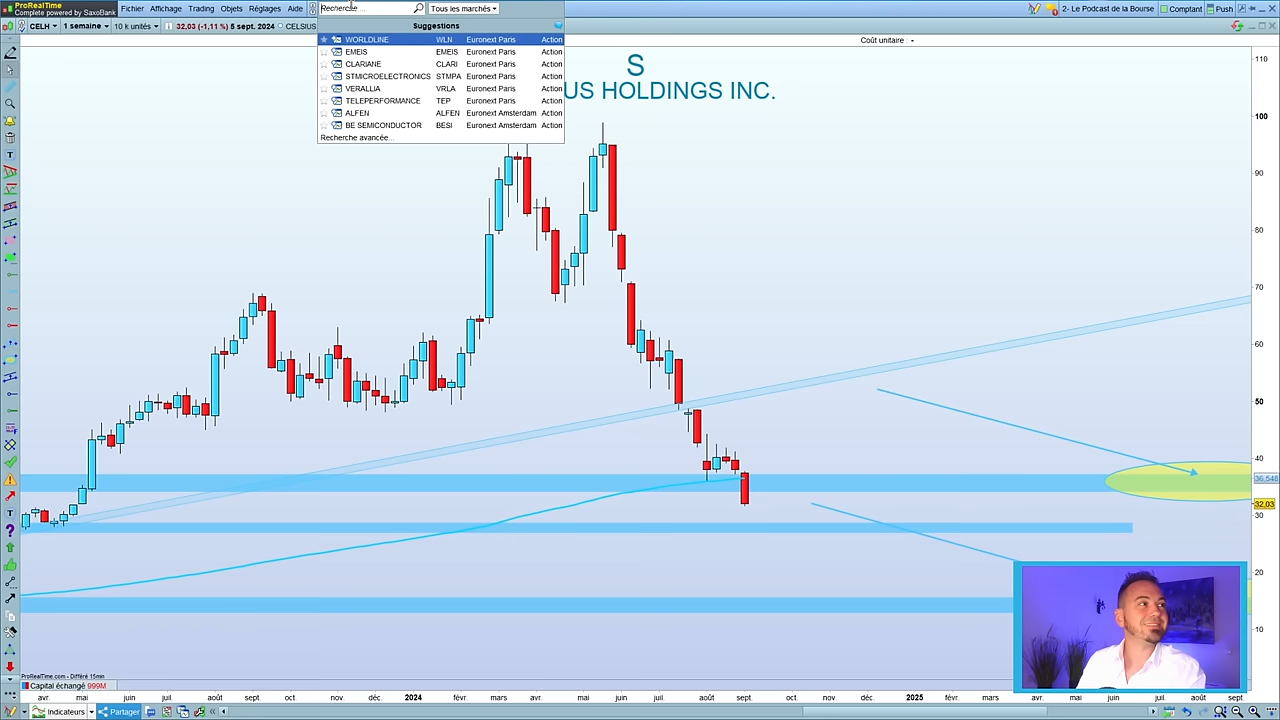 ProRealTime
Complete powered by SaxoBank
Fichier Affichage Trading Objets Réglages Aide
Recherche ...
Tous les marchés
2- Le Podcast de la Bourse
Comptant
Push
CELH
1 semaine
10 k unités
32,03 (-1,11 %) 5 sept. 2024
CELSIUS
Coût unitaire : -
Suggestions
WORLDLINE WLN Euronext Paris Action
EMEIS EMEIS Euronext Paris Action
CLARIANE CLARI Euronext Paris Action
STMICROELECTRONICS STMPA Euronext Paris Action
VERALLIA VRLA Euronext Paris Action
TELEPERFORMANCE TEP Euronext Paris Action
ALFEN ALFEN Euronext Amsterdam Action
BE SEMICONDUCTOR BESI Euronext Amsterdam Action
Recherche avancée...
S
US HOLDINGS INC.
110
100
90
80
70
60
50
40
36,548
32,03
30
20
10
ProRealTime.com - Différé 15min
avr. mai juin juil. août sept. oct. nov. déc. 2024 févr. mars avr. mai juin juil. août sept. oct. nov. 2025 févr. mars avr. mai juin juil. août sept
Capital échangé 999M
Indicateurs
Partager